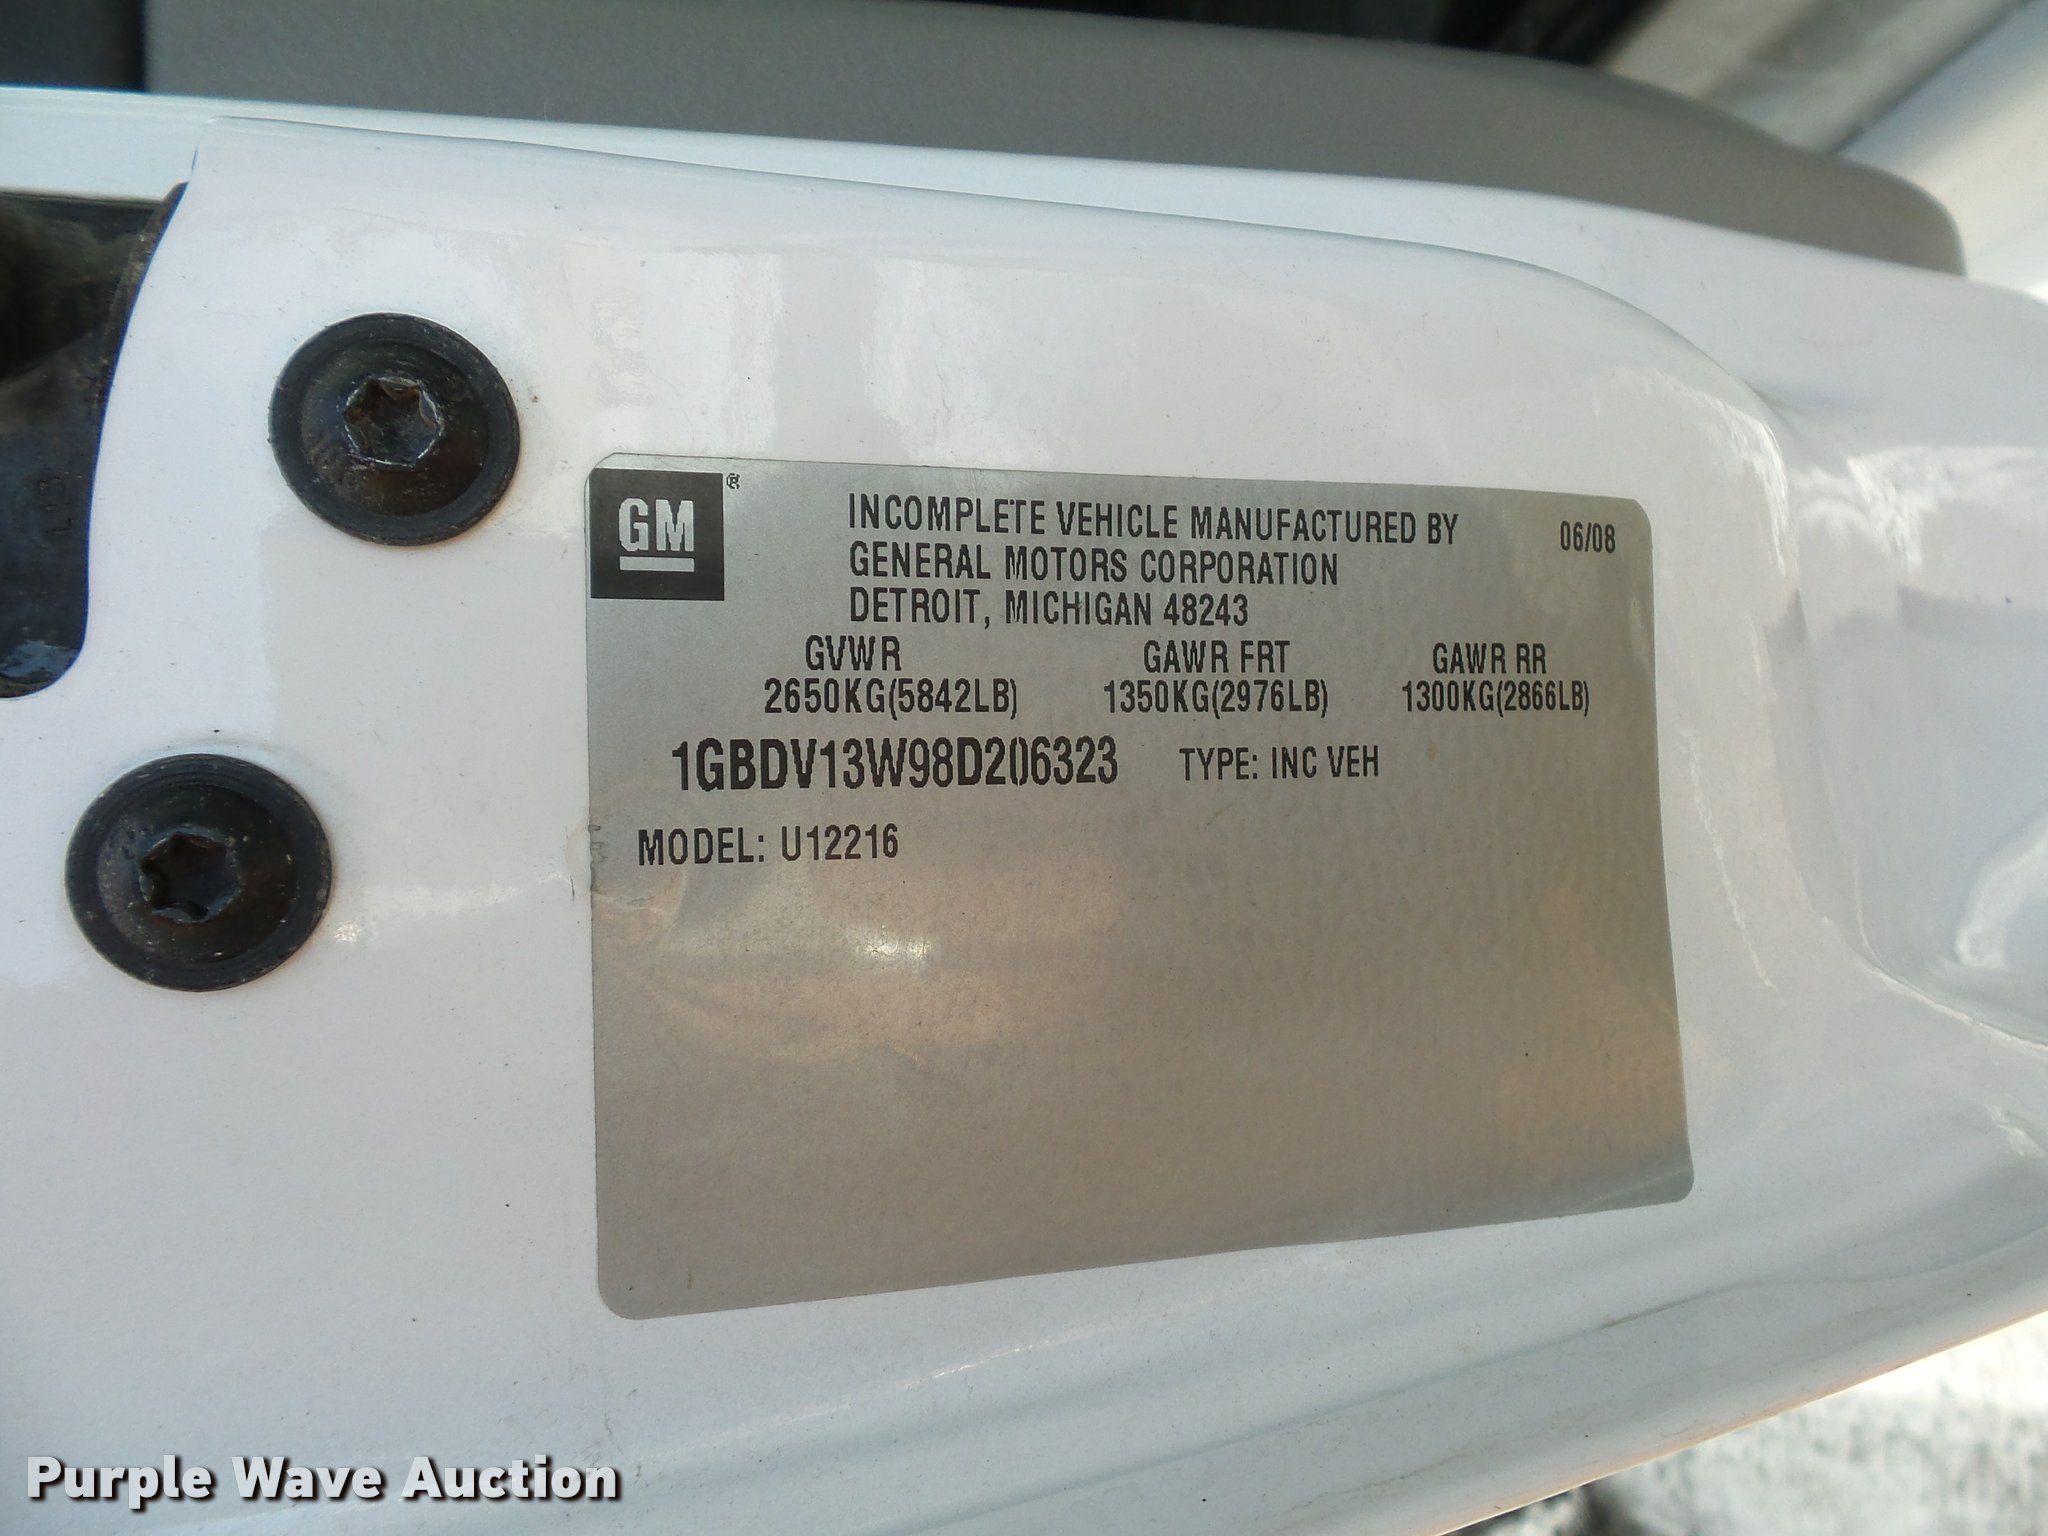 GM®
INCOMPLETE VEHICLE MANUFACTURED BY 06/08
GENERAL MOTORS CORPORATION
DETROIT, MICHIGAN 48243
GVWR GAWR FRT GAWR RR
2650KG(5842LB) 1350KG(2976LB) 1300KG(2866LB)
1GBDV13W98D206323 TYPE: INC VEH
MODEL: U12216
Purple Wave Auction